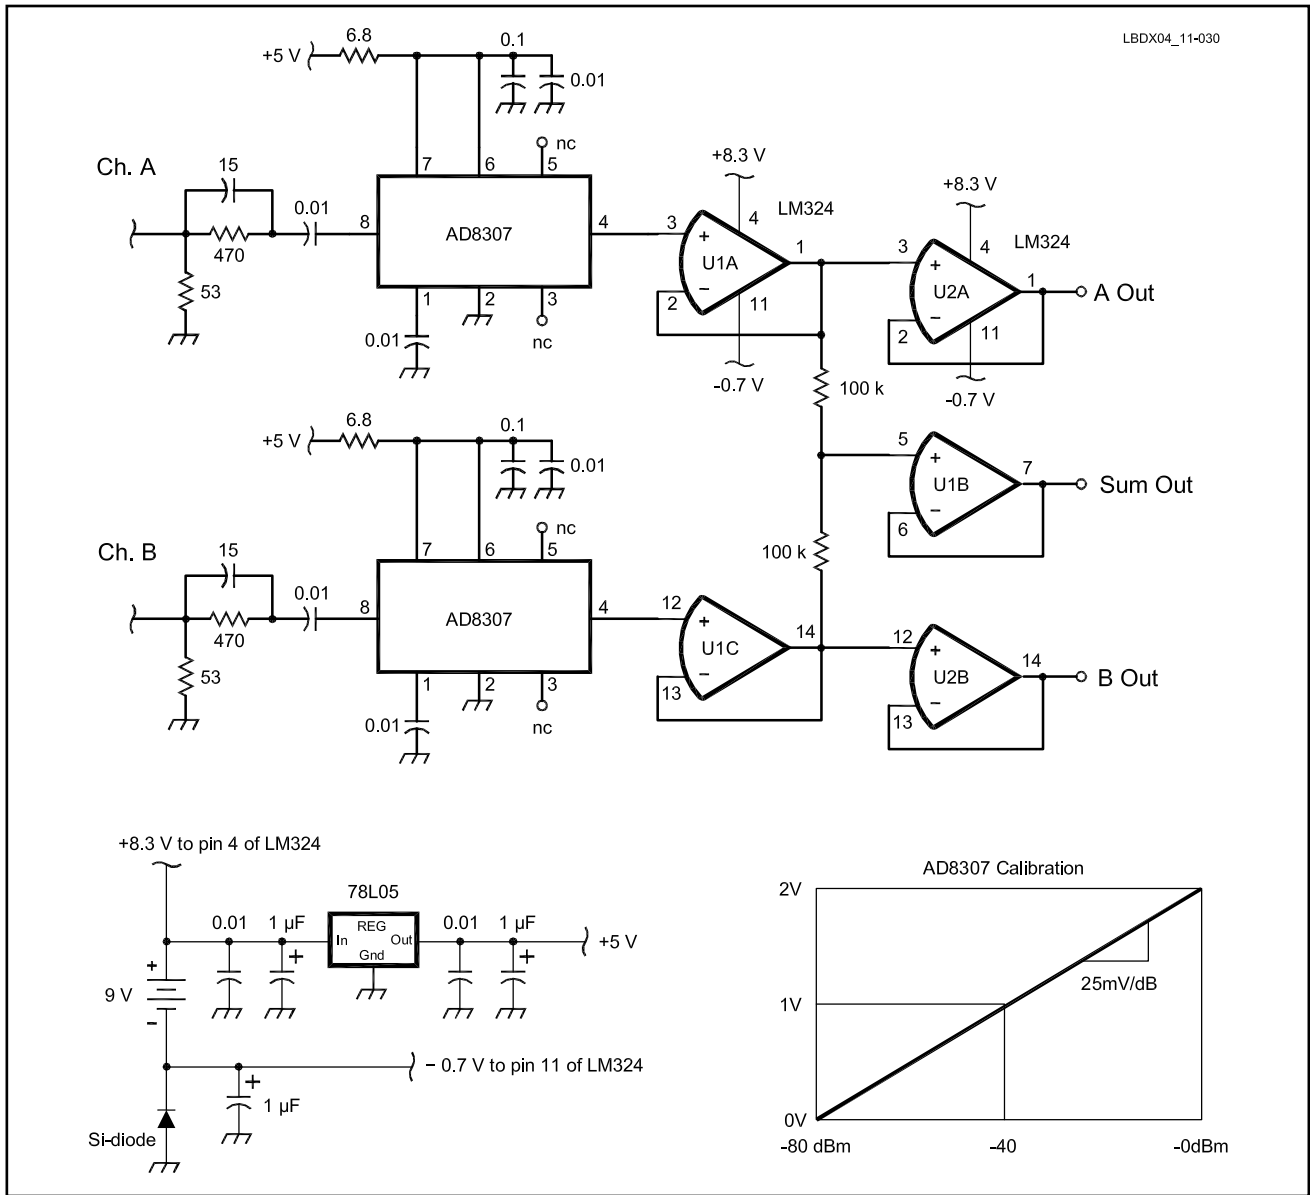 LBDX04_11-030
+5 V
6.8
0.1
0.01
nc
Ch. A
15
470
53
0.01
8
7
6
5
AD8307
4
1
2
3
0.01
nc
+8.3 V
LM324
3
+
4
U1A
1
−
2
11
-0.7 V
+8.3 V
LM324
3
+
4
U2A
1
−
2
11
-0.7 V
A Out
100 k
5
+
U1B
7
−
6
Sum Out
100 k
+5 V
6.8
0.1
0.01
nc
Ch. B
15
470
53
0.01
8
7
6
5
AD8307
4
1
2
3
0.01
nc
12
+
U1C
14
−
13
12
+
U2B
14
−
13
B Out
+8.3 V to pin 4 of LM324
78L05
0.01
1 µF
+
REG
In
Out
Gnd
0.01
1 µF
+
+5 V
+
9 V
−
− 0.7 V to pin 11 of LM324
+
1 µF
Si-diode
AD8307 Calibration
2V
25mV/dB
1V
0V
-80 dBm
-40
-0dBm